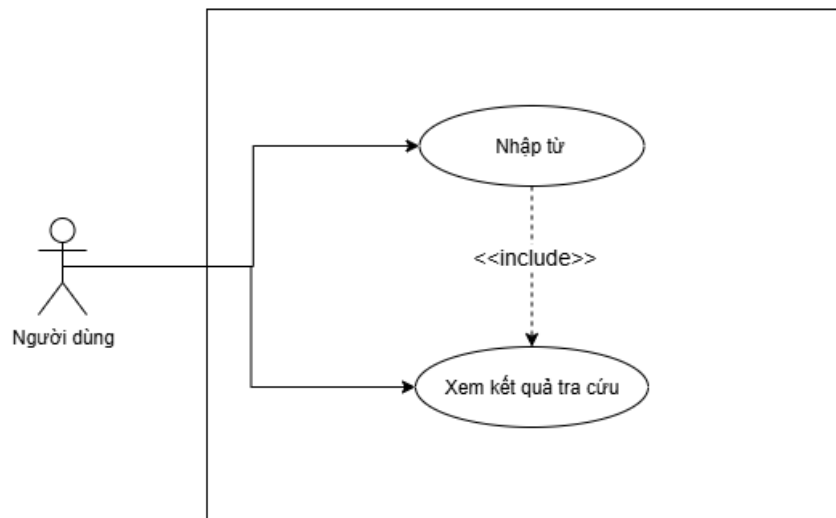 Nhập từ
<<include>>
Người dùng
Xem kết quả tra cứu